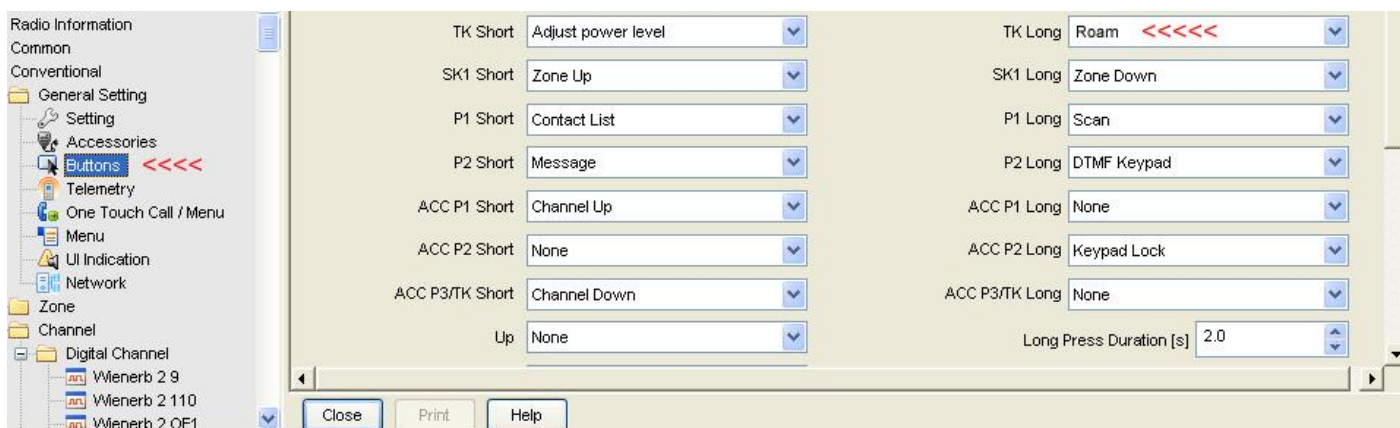 Radio Information
Common
Conventional
General Setting
Setting
Accessories
Buttons <<<<
Telemetry
One Touch Call / Menu
Menu
UI Indication
Network
Zone
Channel
Digital Channel
Wienerb 2 9
Wienerb 2 110
Wienerb 2 OE1
TK Short Adjust power level TK Long Roam <<<<<
SK1 Short Zone Up SK1 Long Zone Down
P1 Short Contact List P1 Long Scan
P2 Short Message P2 Long DTMF Keypad
ACC P1 Short Channel Up ACC P1 Long None
ACC P2 Short None ACC P2 Long Keypad Lock
ACC P3/TK Short Channel Down ACC P3/TK Long None
Up None Long Press Duration [s] 2.0
Close Print Help